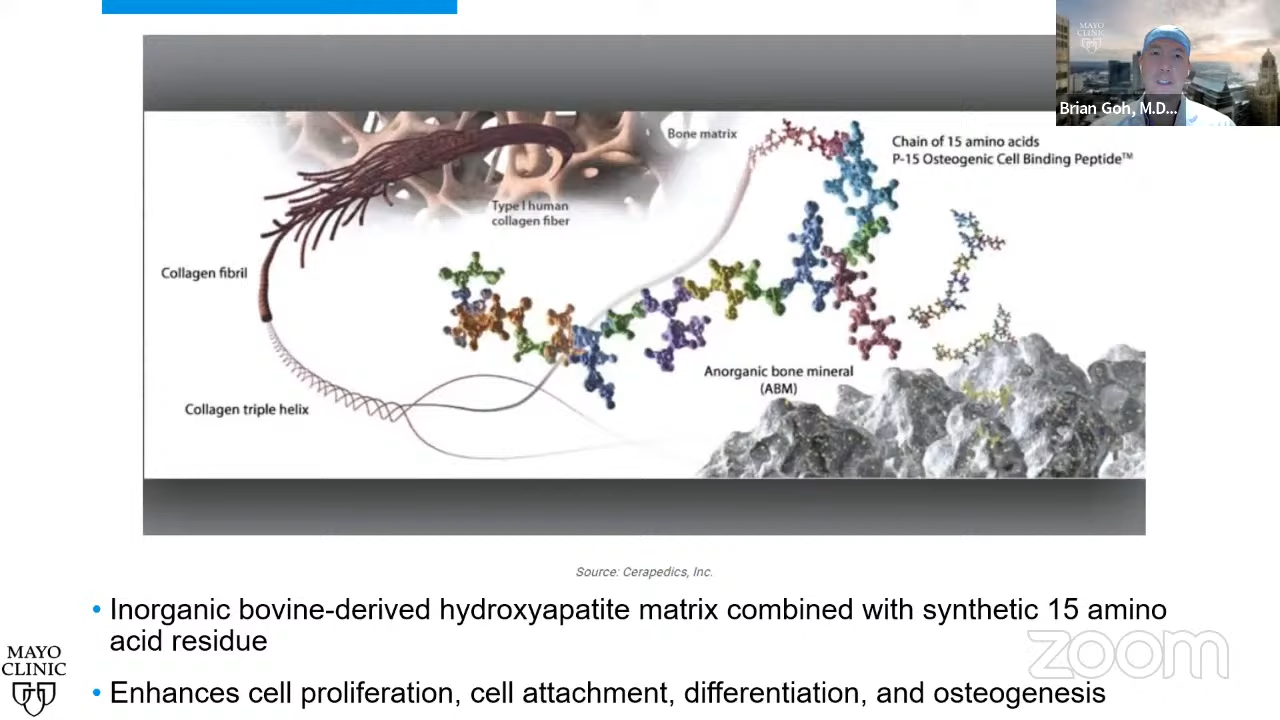 MAYO
CLINIC
Brian Goh, M.D...
Bone matrix
Chain of 15 amino acids
P-15 Osteogenic Cell Binding Peptide™
Type I human
collagen fiber
Collagen fibril
Anorganic bone mineral
(ABM)
Collagen triple helix
Source: Cerapedics, Inc.
• Inorganic bovine-derived hydroxyapatite matrix combined with synthetic 15 amino
acid residue
zoom
MAYO
CLINIC
• Enhances cell proliferation, cell attachment, differentiation, and osteogenesis